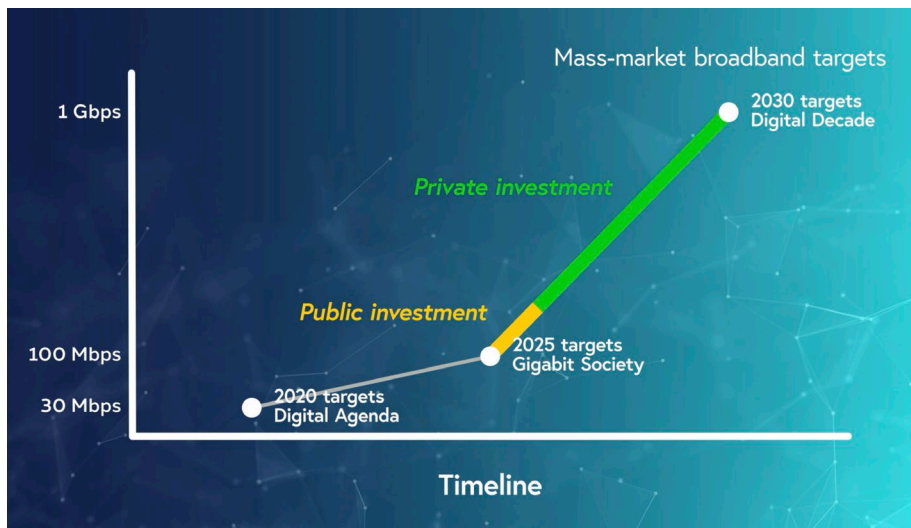 Mass-market broadband targets
1 Gbps
2030 targets
Digital Decade
Private investment
Public investment
100 Mbps
2025 targets
Gigabit Society
30 Mbps
2020 targets
Digital Agenda
Timeline